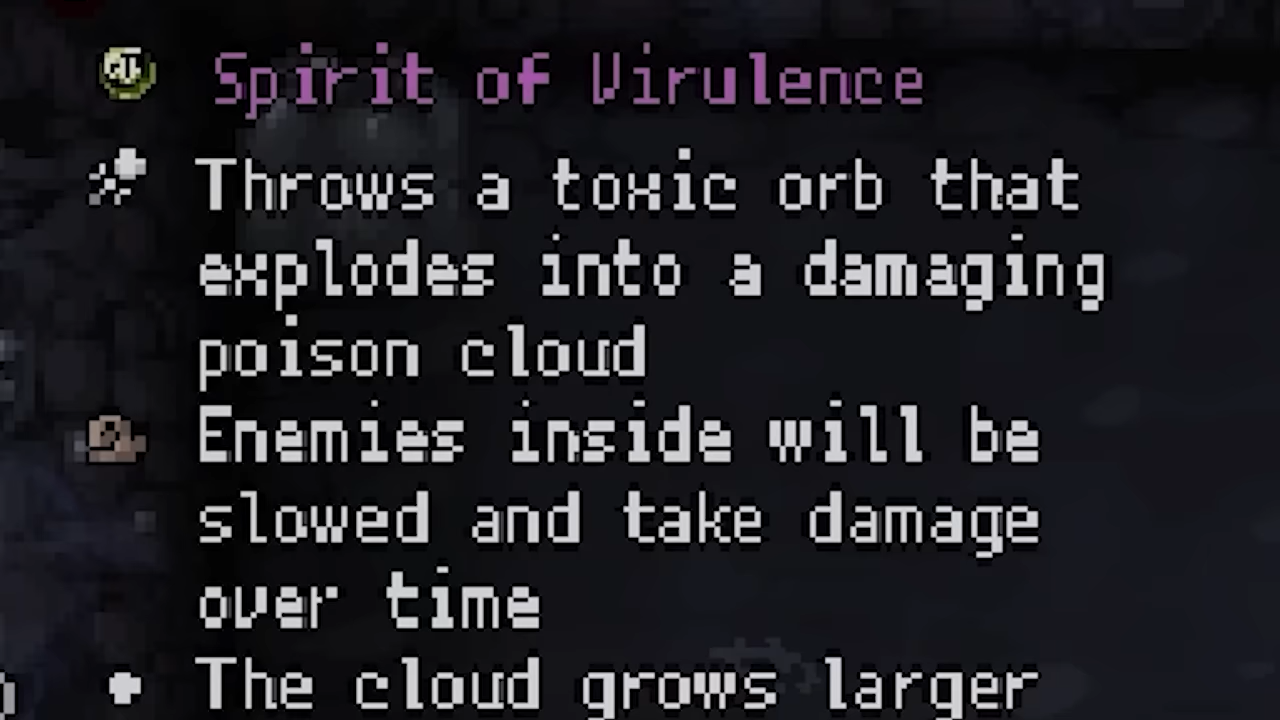 Spirit of Virulence
Throws a toxic orb that
explodes into a damaging
poison cloud
Enemies inside will be
slowed and take damage
over time
The cloud grows larger